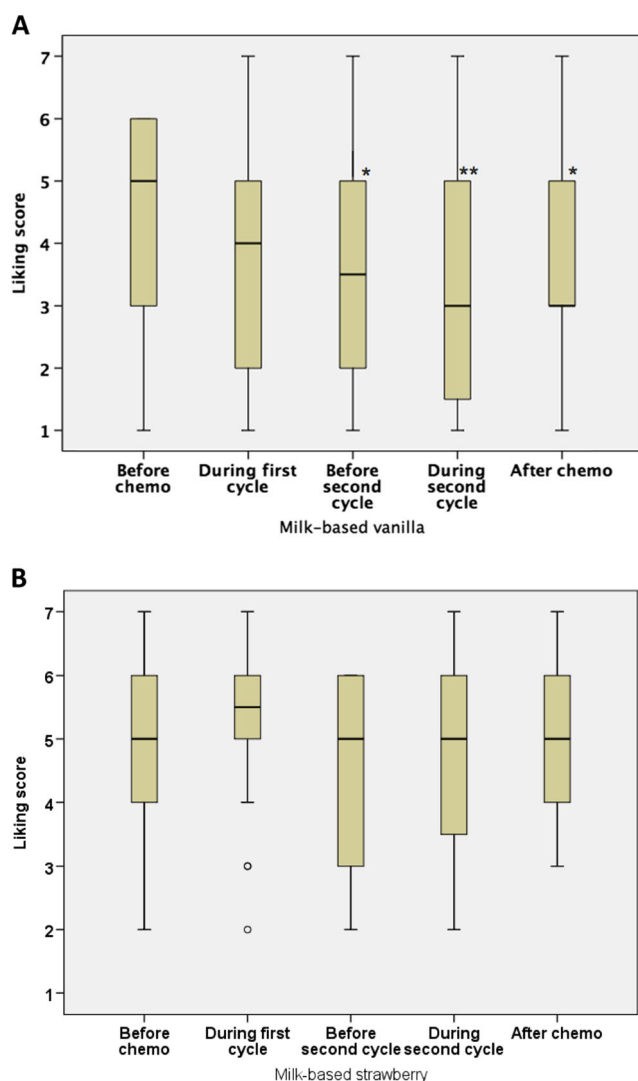 A
7
6
5
4
3
2
1
Liking score
*
**
*
Before chemo
During first cycle
Before second cycle
During second cycle
After chemo
Milk-based vanilla
B
7
6
5
4
3
2
1
Liking score
Before chemo
During first cycle
Before second cycle
During second cycle
After chemo
Milk-based strawberry